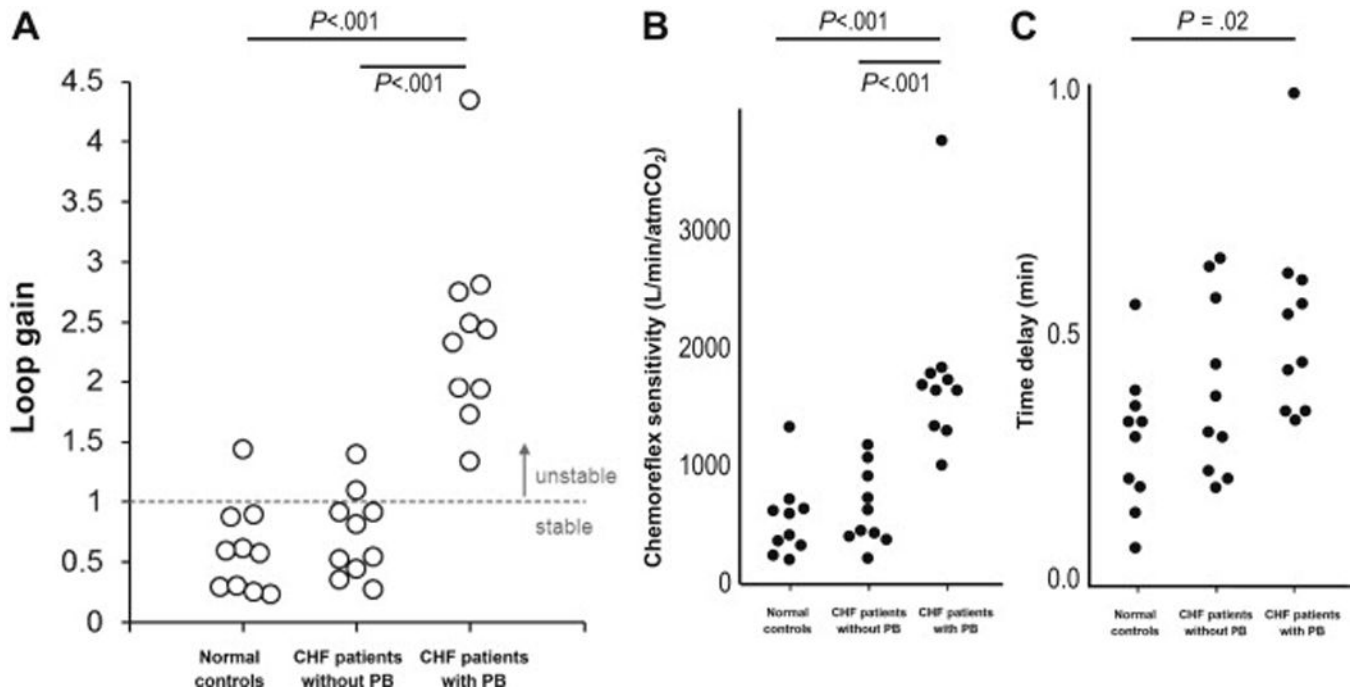 A
P<.001
P<.001
4.5
4
3.5
3
2.5
2
1.5
1
0.5
0
Loop gain
unstable
stable
Normal
controls
CHF patients
without PB
CHF patients
with PB
B
P<.001
P<.001
Chemoreflex sensitivity (L/min/atmCO₂)
3000
2000
1000
0
Normal
controls
CHF patients
without PB
CHF patients
with PB
C
P = .02
Time delay (min)
1.0
0.5
0.0
Normal
controls
CHF patients
without PB
CHF patients
with PB